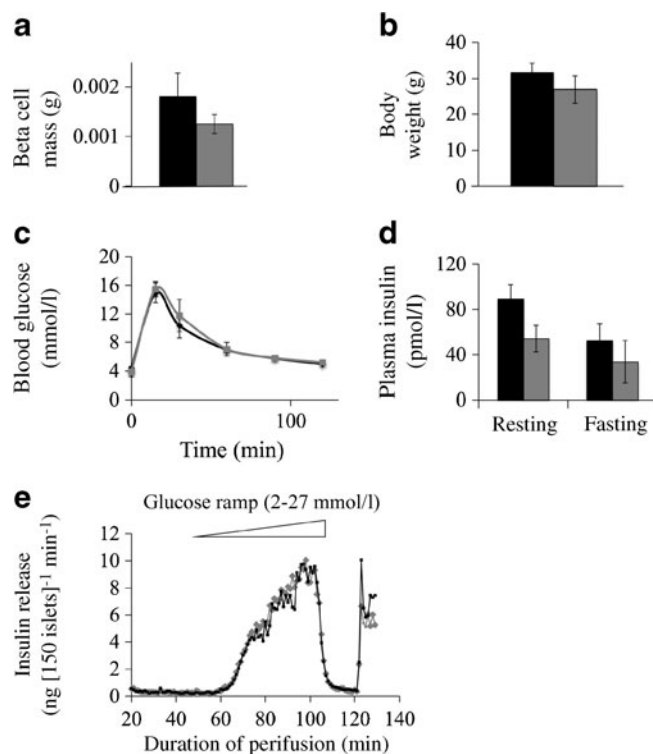 a
Beta cell
mass (g)
0.002
0.001
0
b
Body
weight (g)
40
30
20
10
0
c
Blood glucose
(mmol/l)
20
16
12
8
4
0
0
100
Time (min)
d
Plasma insulin
(pmol/l)
120
80
40
0
Resting
Fasting
e
Glucose ramp (2-27 mmol/l)
Insulin release
(ng [150 islets]⁻¹ min⁻¹)
12
10
8
6
4
2
0
20 40 60 80 100 120 140
Duration of perifusion (min)